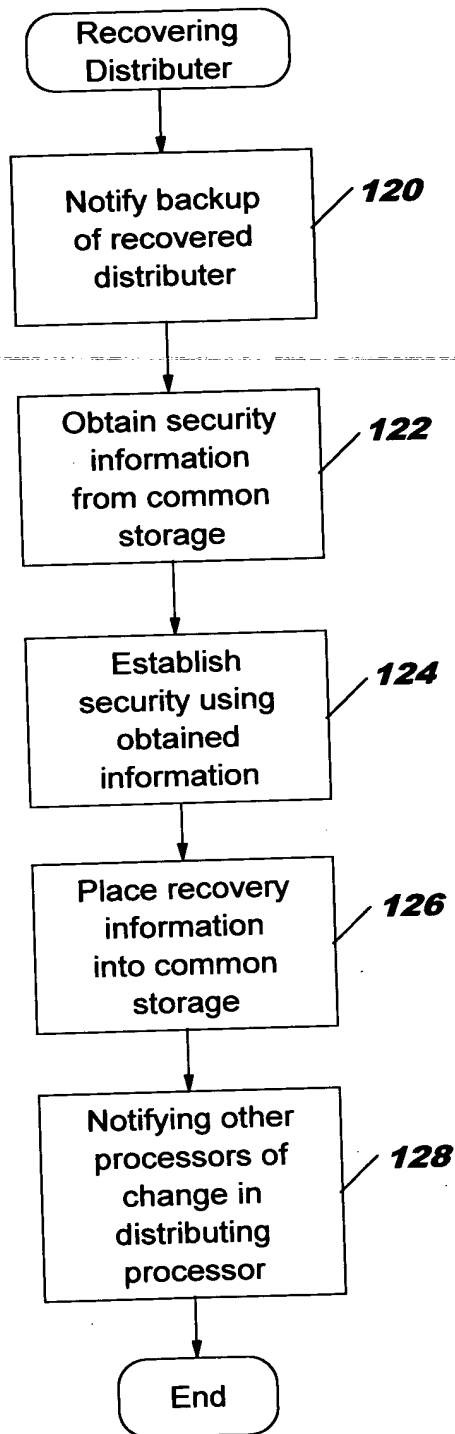 Recovering
Distributer
Notify backup
of recovered
distributer
120
Obtain security
information
from common
storage
122
Establish
security using
obtained
information
124
Place recovery
information
into common
storage
126
Notifying other
processors of
change in
distributing
processor
128
End